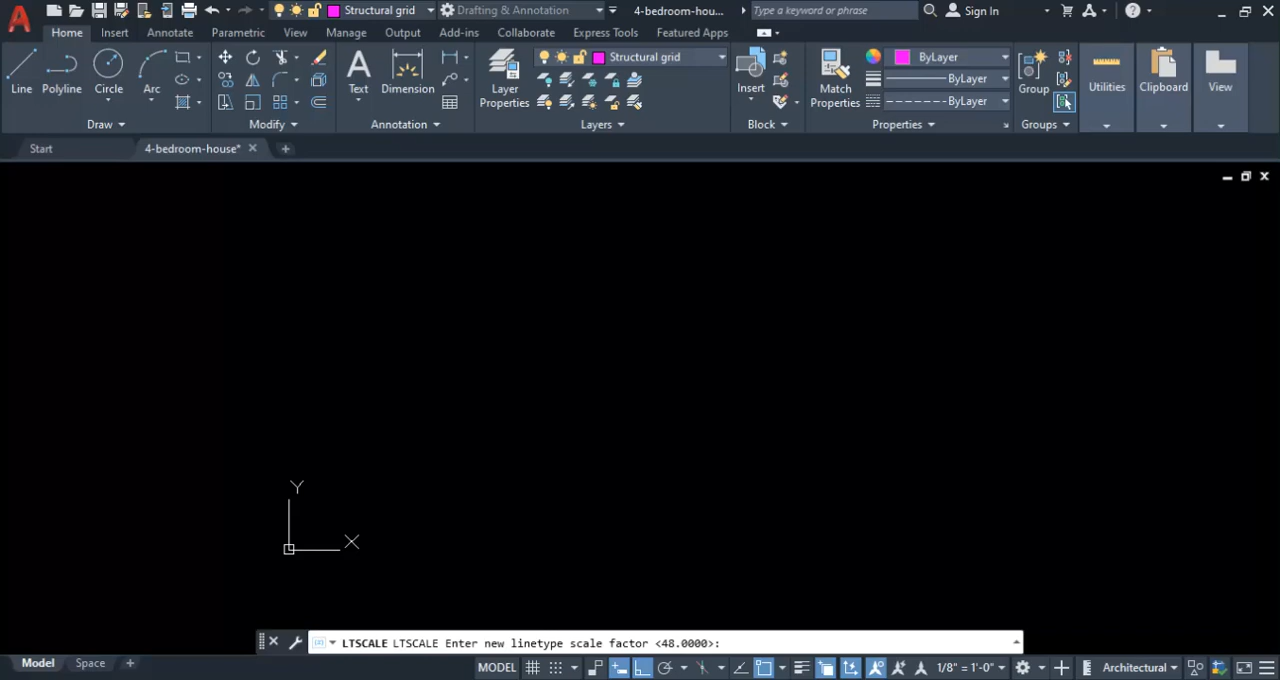 Structural grid
Drafting & Annotation
4-bedroom-hou...
Type a keyword or phrase
Sign In
Home
Insert
Annotate
Parametric
View
Manage
Output
Add-ins
Collaborate
Express Tools
Featured Apps
Line
Polyline
Circle
Arc
Text
Dimension
Layer
Properties
Structural grid
Insert
Match
Properties
ByLayer
ByLayer
ByLayer
Group
Utilities
Clipboard
View
Draw
Modify
Annotation
Layers
Block
Properties
Groups
Start
4-bedroom-house*
Y
X
LTSCALE LTSCALE Enter new linetype scale factor <48.0000>:
Model
Space
MODEL
1/8" = 1'-0"
Architectural